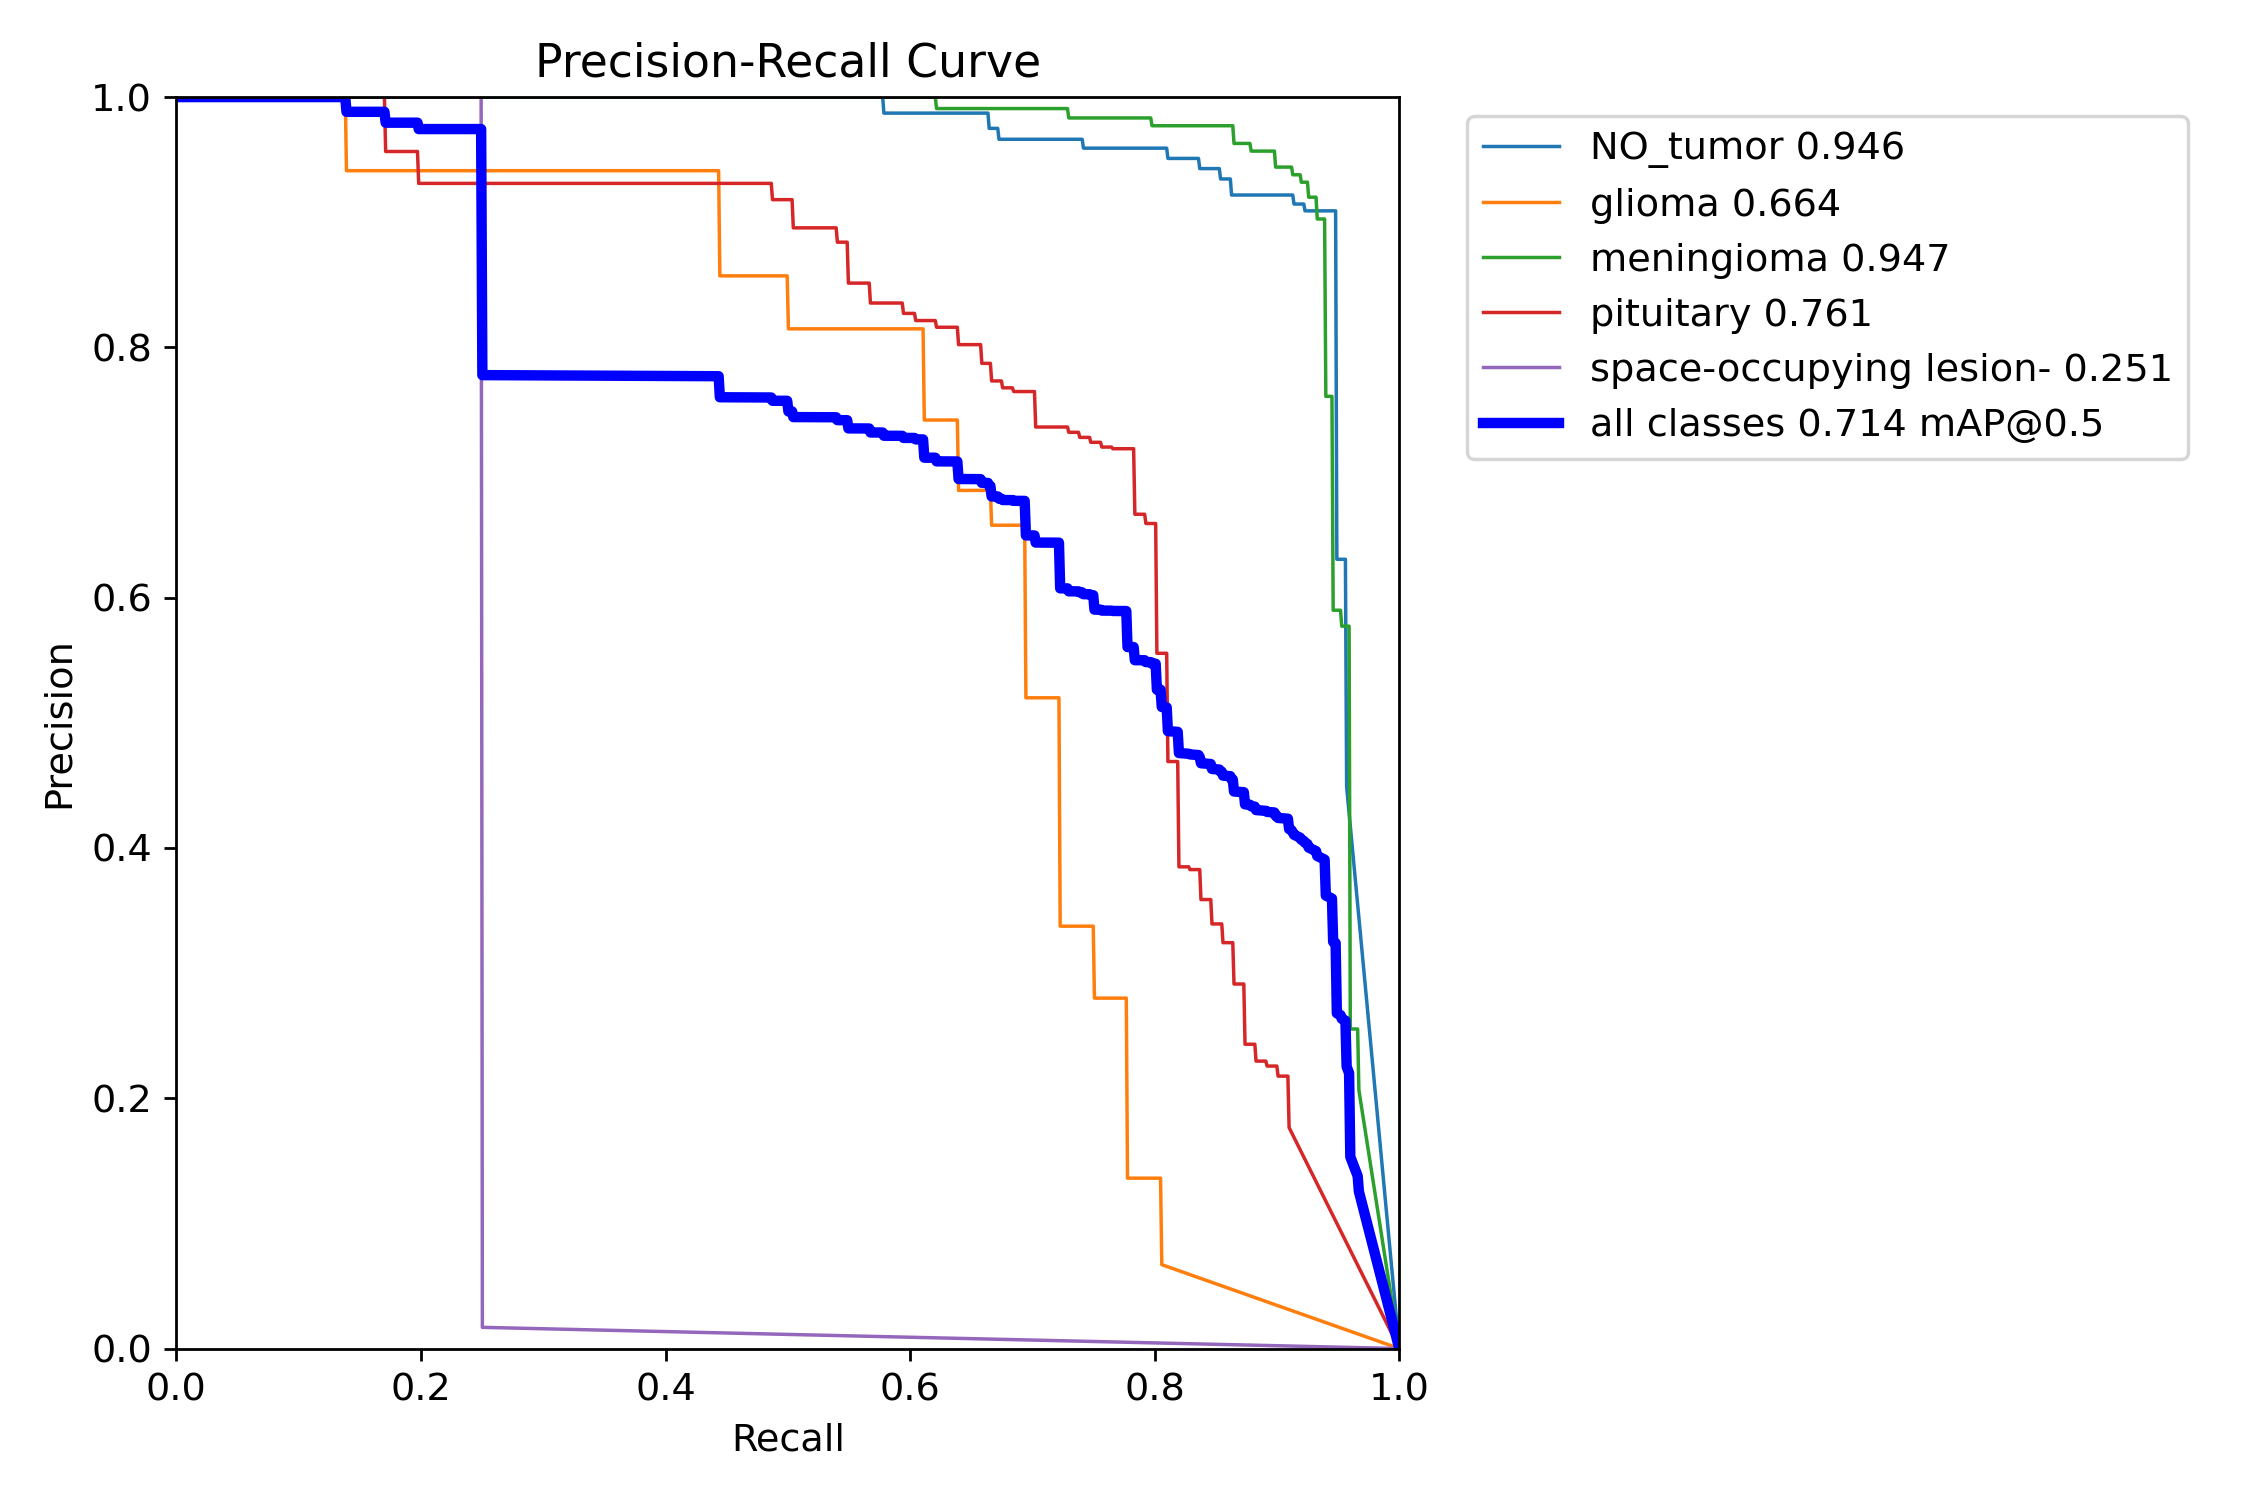 Precision-Recall Curve
1.0
0.8
0.6
0.4
0.2
0.0
Precision
0.0 0.2 0.4 0.6 0.8 1.0
Recall
NO_tumor 0.946
glioma 0.664
meningioma 0.947
pituitary 0.761
space-occupying lesion- 0.251
all classes 0.714 mAP@0.5